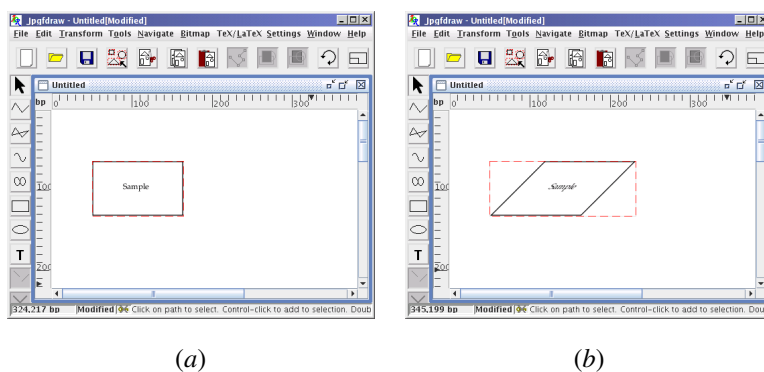 Jpgfdraw - Untitled[Modified]
File Edit Transform Tools Navigate Bitmap TeX/LaTeX Settings Window Help
Untitled
bp 0 100 200 300
Sample
100
T
200
324,217 bp Modified Click on path to select. Control-click to add to selection. Doub
(a)
Jpgfdraw - Untitled[Modified]
File Edit Transform Tools Navigate Bitmap TeX/LaTeX Settings Window Help
Untitled
bp 0 100 200 300
Sample
100
T
200
345,199 bp Modified Click on path to select. Control-click to add to selection. Dou
(b)